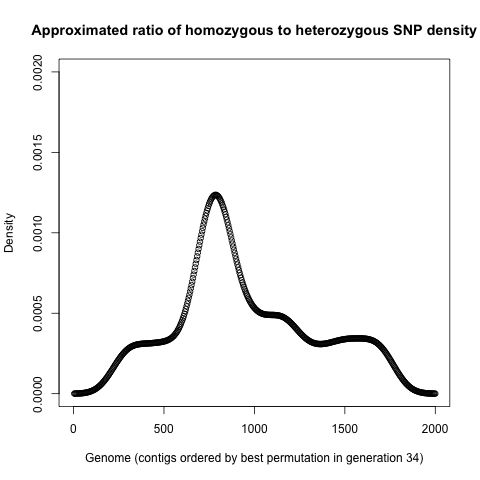 Approximated ratio of homozygous to heterozygous SNP density
0.0020
0.0015
0.0010
0.0005
0.0000
Density
0 500 1000 1500 2000
Genome (contigs ordered by best permutation in generation 34)